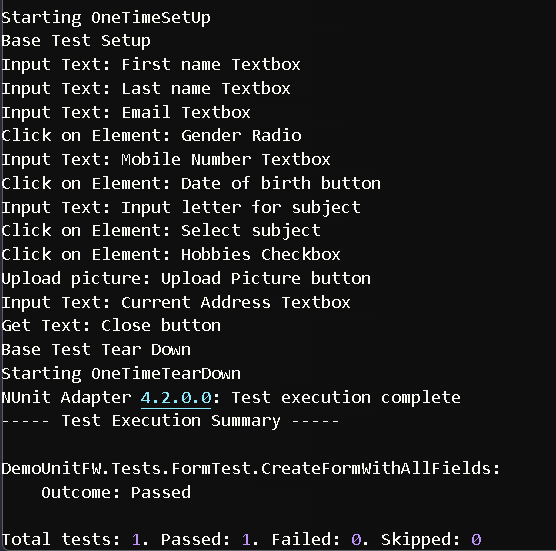 Starting OneTimeSetUp
Base Test Setup
Input Text: First name Textbox
Input Text: Last name Textbox
Input Text: Email Textbox
Click on Element: Gender Radio
Input Text: Mobile Number Textbox
Click on Element: Date of birth button
Input Text: Input letter for subject
Click on Element: Select subject
Click on Element: Hobbies Checkbox
Upload picture: Upload Picture button
Input Text: Current Address Textbox
Get Text: Close button
Base Test Tear Down
Starting OneTimeTearDown
NUnit Adapter 4.2.0.0: Test execution complete
----- Test Execution Summary -----
DemoUnitFW.Tests.FormTest.CreateFormWithAllFields:
    Outcome: Passed
Total tests: 1. Passed: 1. Failed: 0. Skipped: 0